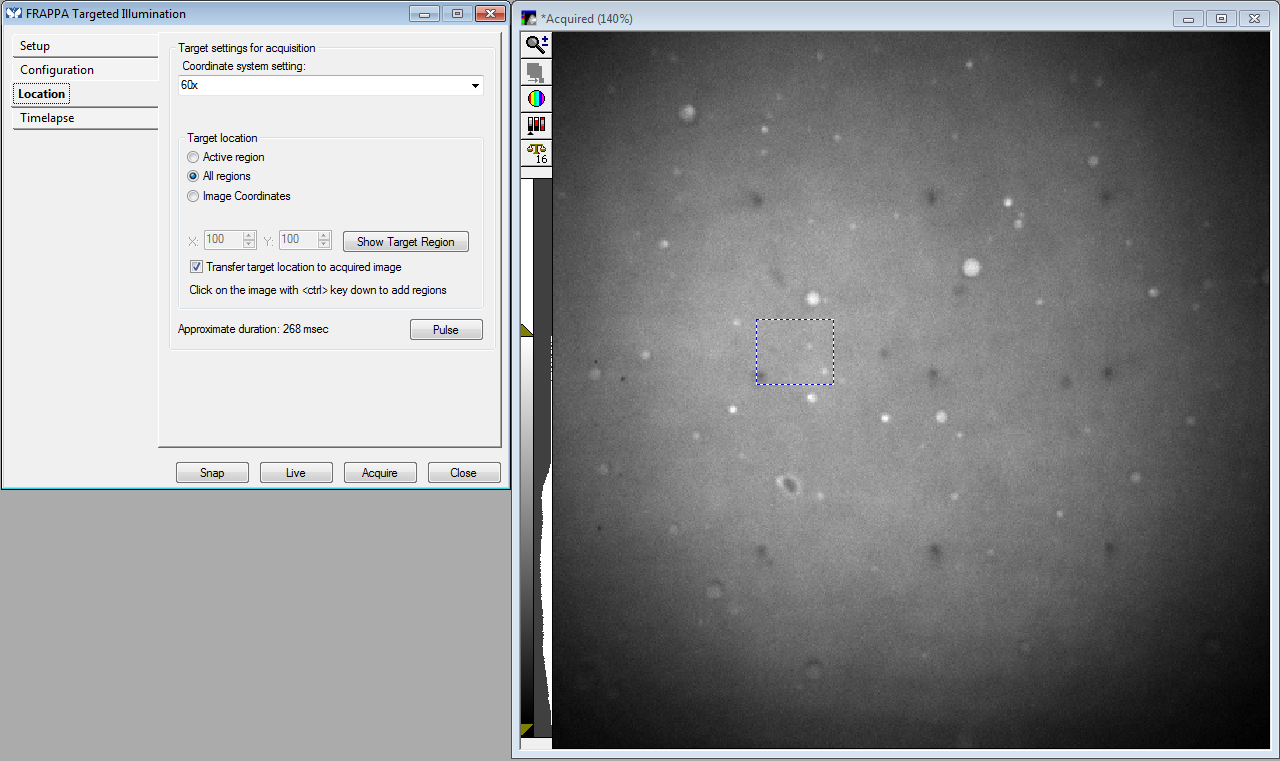 FRAPPA Targeted Illumination
Setup
Configuration
Location
Timelapse
Target settings for acquisition
Coordinate system setting:
60x
Target location
Active region
All regions
Image Coordinates
X: 100 Y: 100 Show Target Region
Transfer target location to acquired image
Click on the image with <ctrl> key down to add regions
Approximate duration: 268 msec Pulse
Snap Live Acquire Close
*Acquired (140%)
16